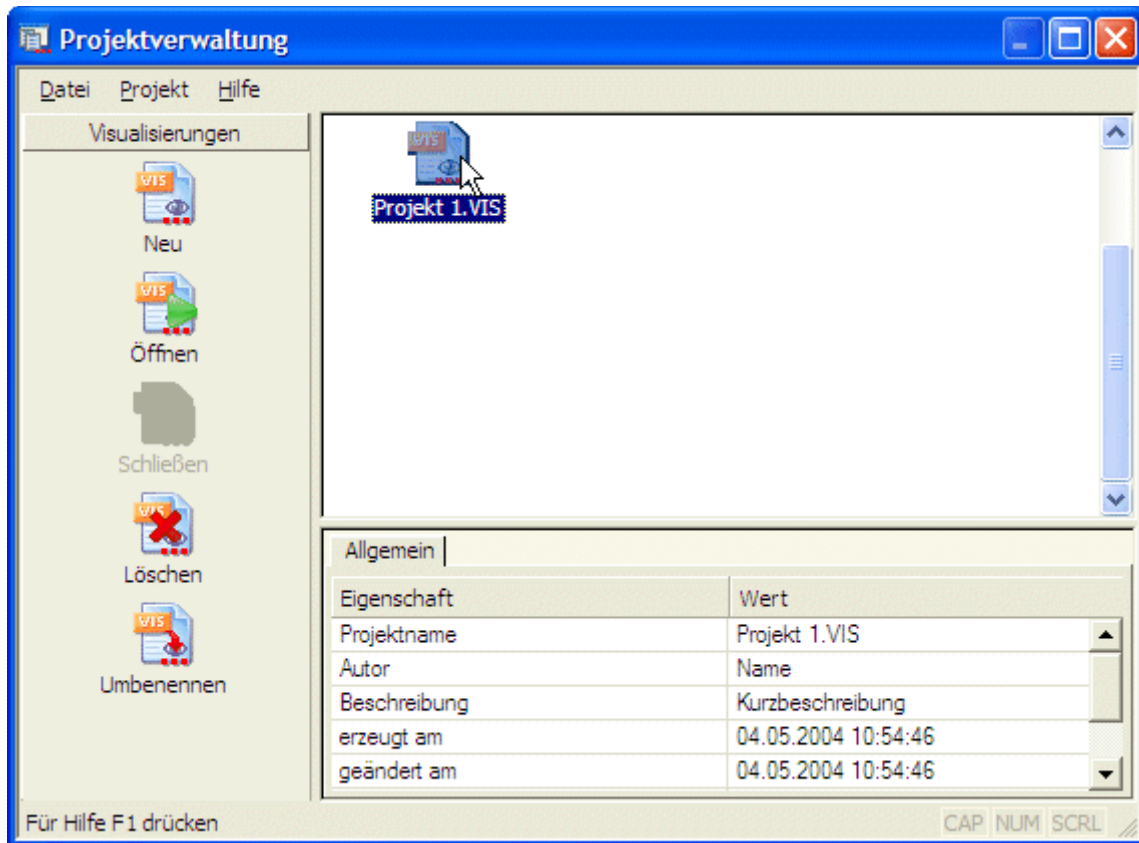 Projektverwaltung
Datei Projekt Hilfe
Visualisierungen
VIS
Neu
VIS
Öffnen
Schließen
VIS
Löschen
VIS
Umbenennen
VIS
Projekt 1.VIS
Allgemein
Eigenschaft Wert
Projektname Projekt 1.VIS
Autor Name
Beschreibung Kurzbeschreibung
erzeugt am 04.05.2004 10:54:46
geändert am 04.05.2004 10:54:46
Für Hilfe F1 drücken CAP NUM SCRL